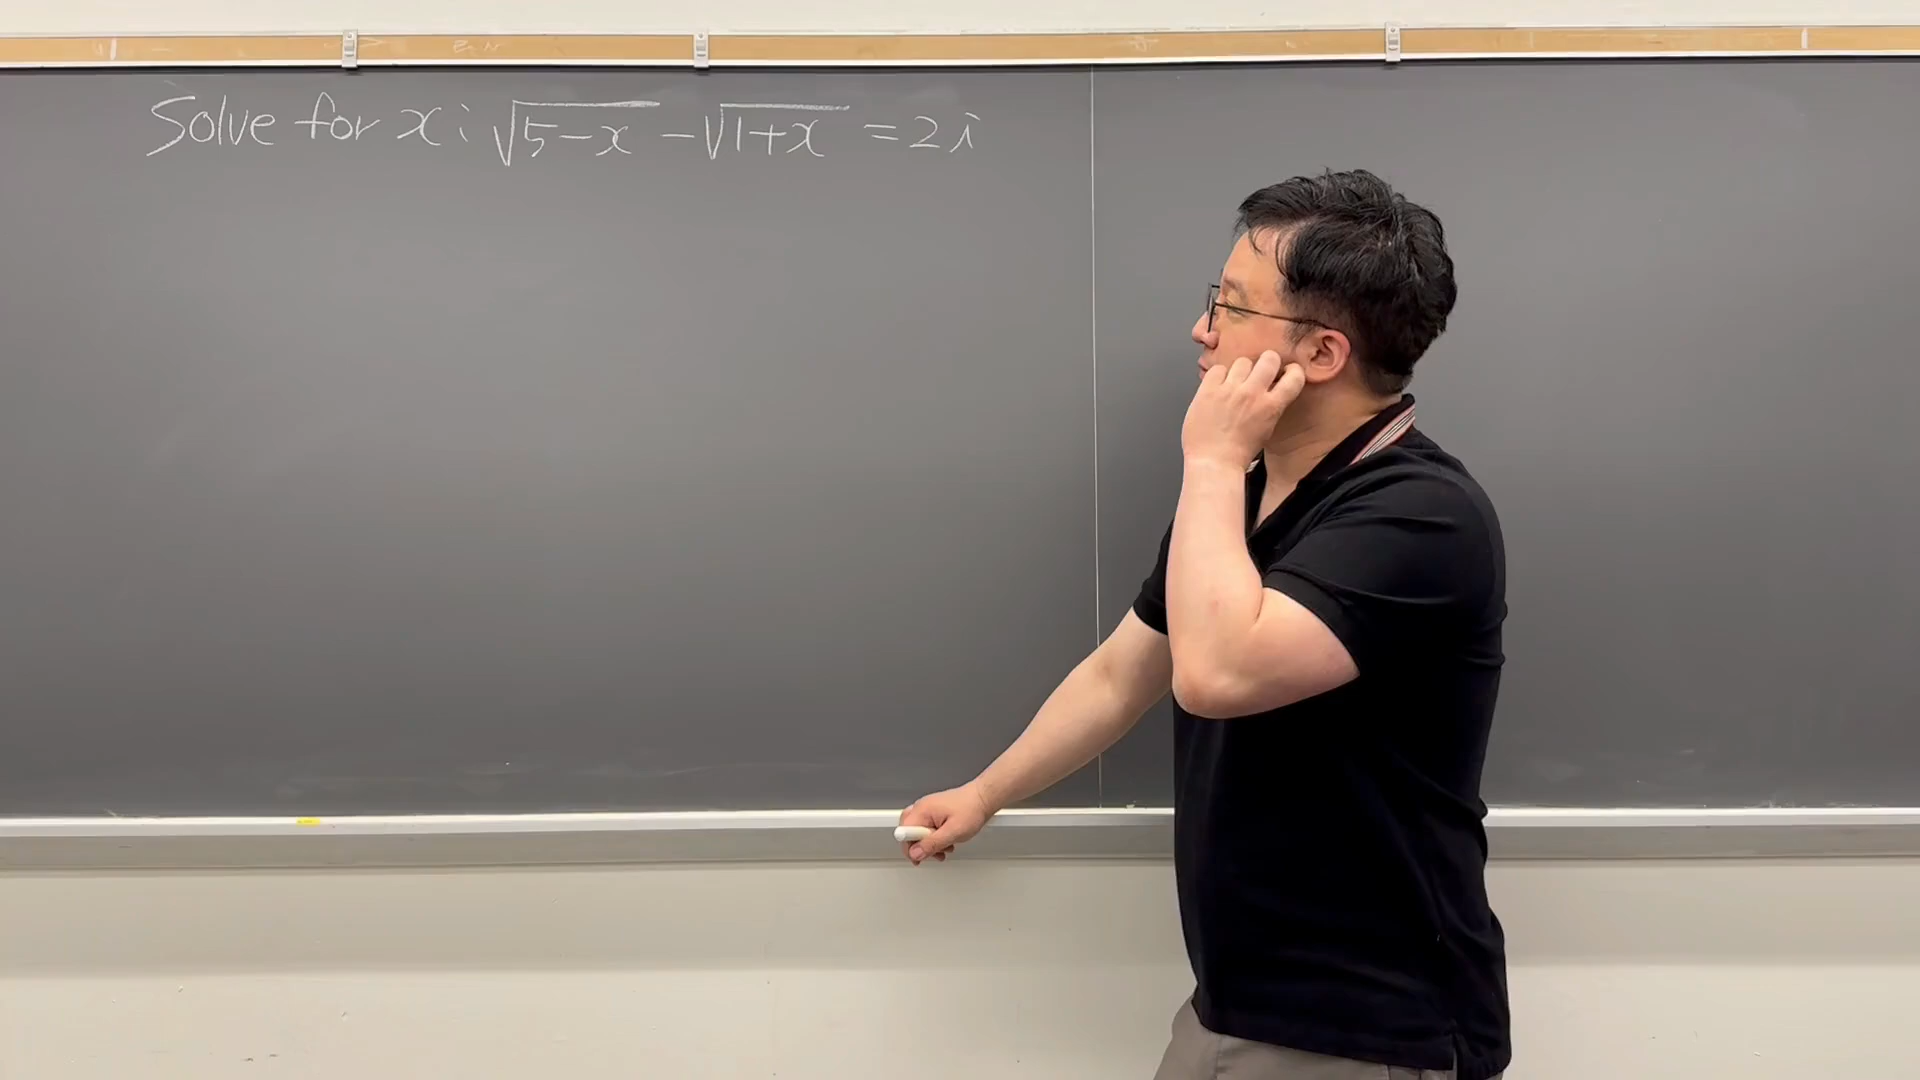 Solve for x: √(5-x) - √(1+x) = 2i